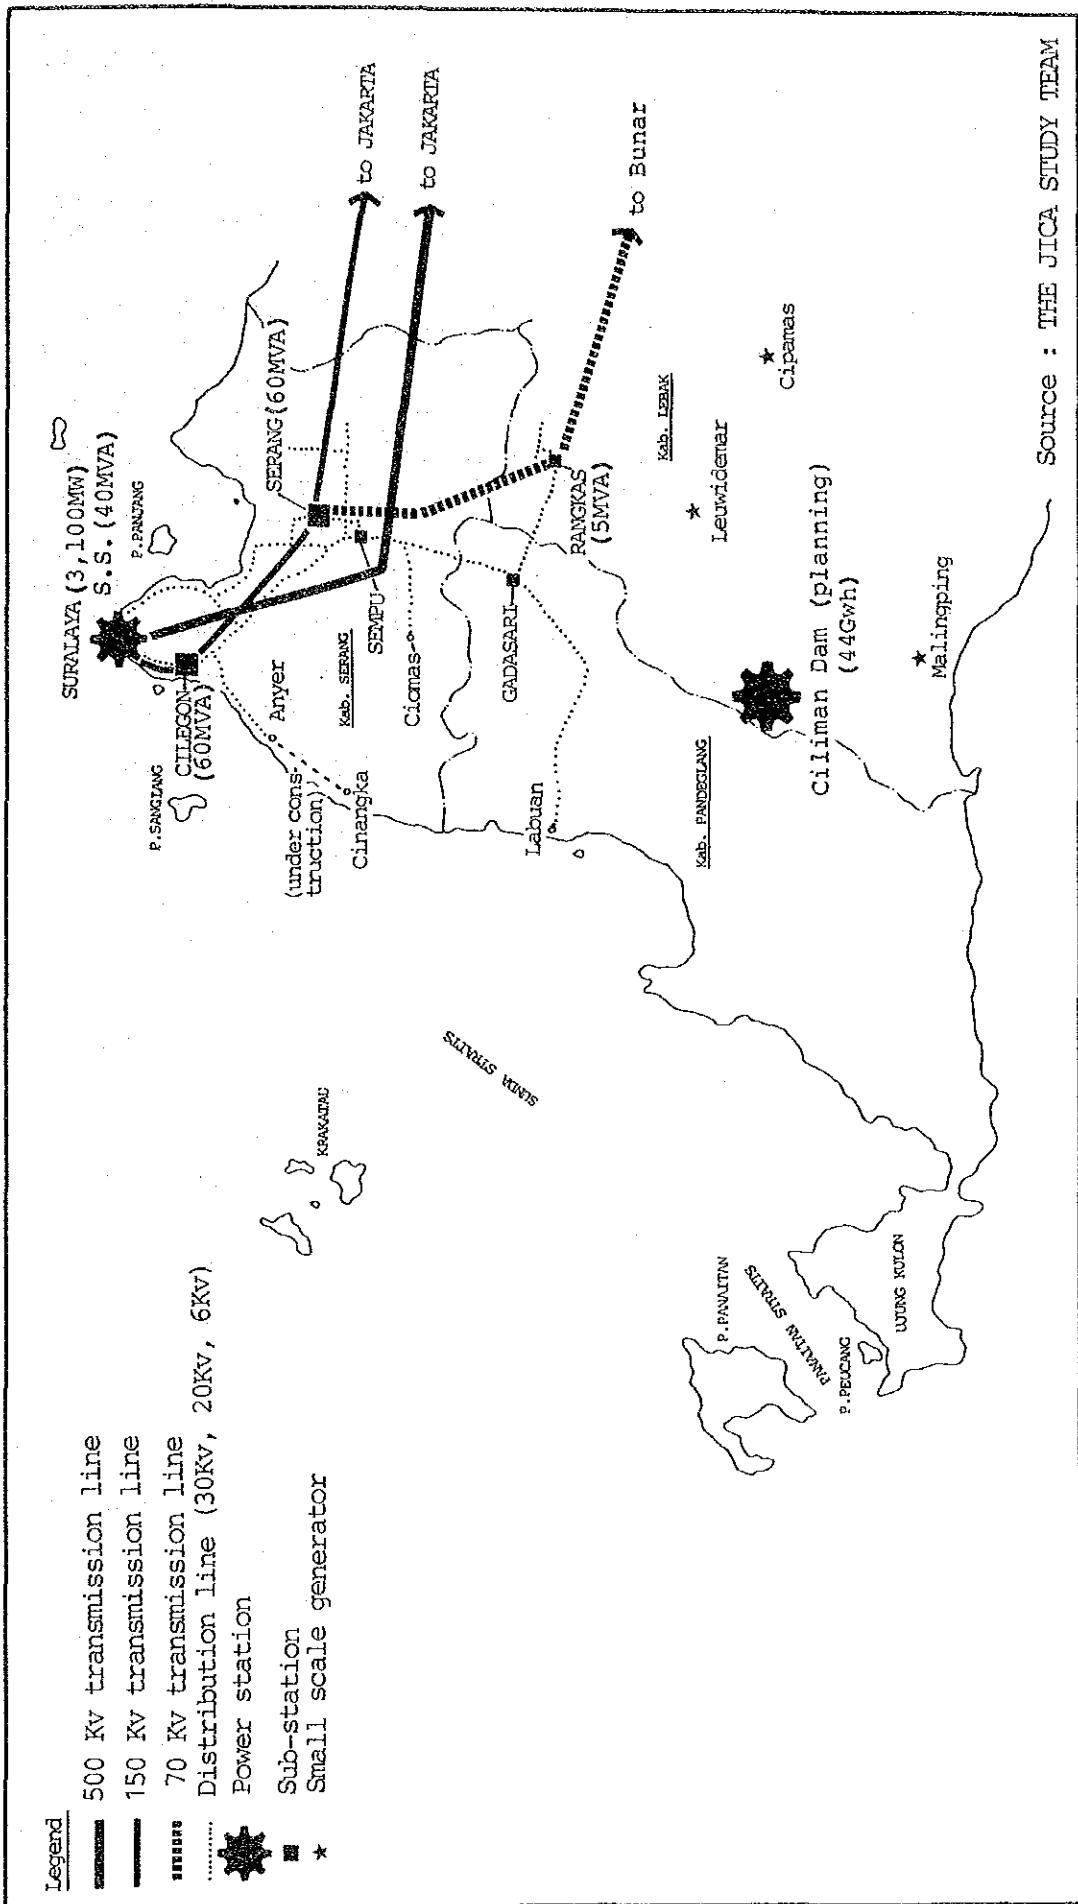 Legend
500 Kv transmission line
150 Kv transmission line
70 Kv transmission line
Distribution line (30Kv, 20Kv, 6Kv)
Power station
Sub-station
Small scale generator
SURALAYA (3,100MW)
S.S. (40MVA)
P.PANJANG
P.SANGIANG
CILEGON
(60MVA)
SERANG(60MVA)
to JAKARTA
to JAKARTA
Anyer
(under cons-
truction)
Cinangka
Kab. SERANG
SEMPU
Ciomas
GADASARI
RANGKAS
(5MVA)
to Bunar
Labuan
Kab. PANDEGLANG
Kab. LEBAK
Leuwidemar
Cipamas
Ciliman Dam (planning)
(44Gwh)
Malingping
KRAKATAU
SUNDA STRAITS
P.PANAITAN
PANAITAN STRAITS
P.PEUCANG
UJUNG KULON
Source : THE JICA STUDY TEAM